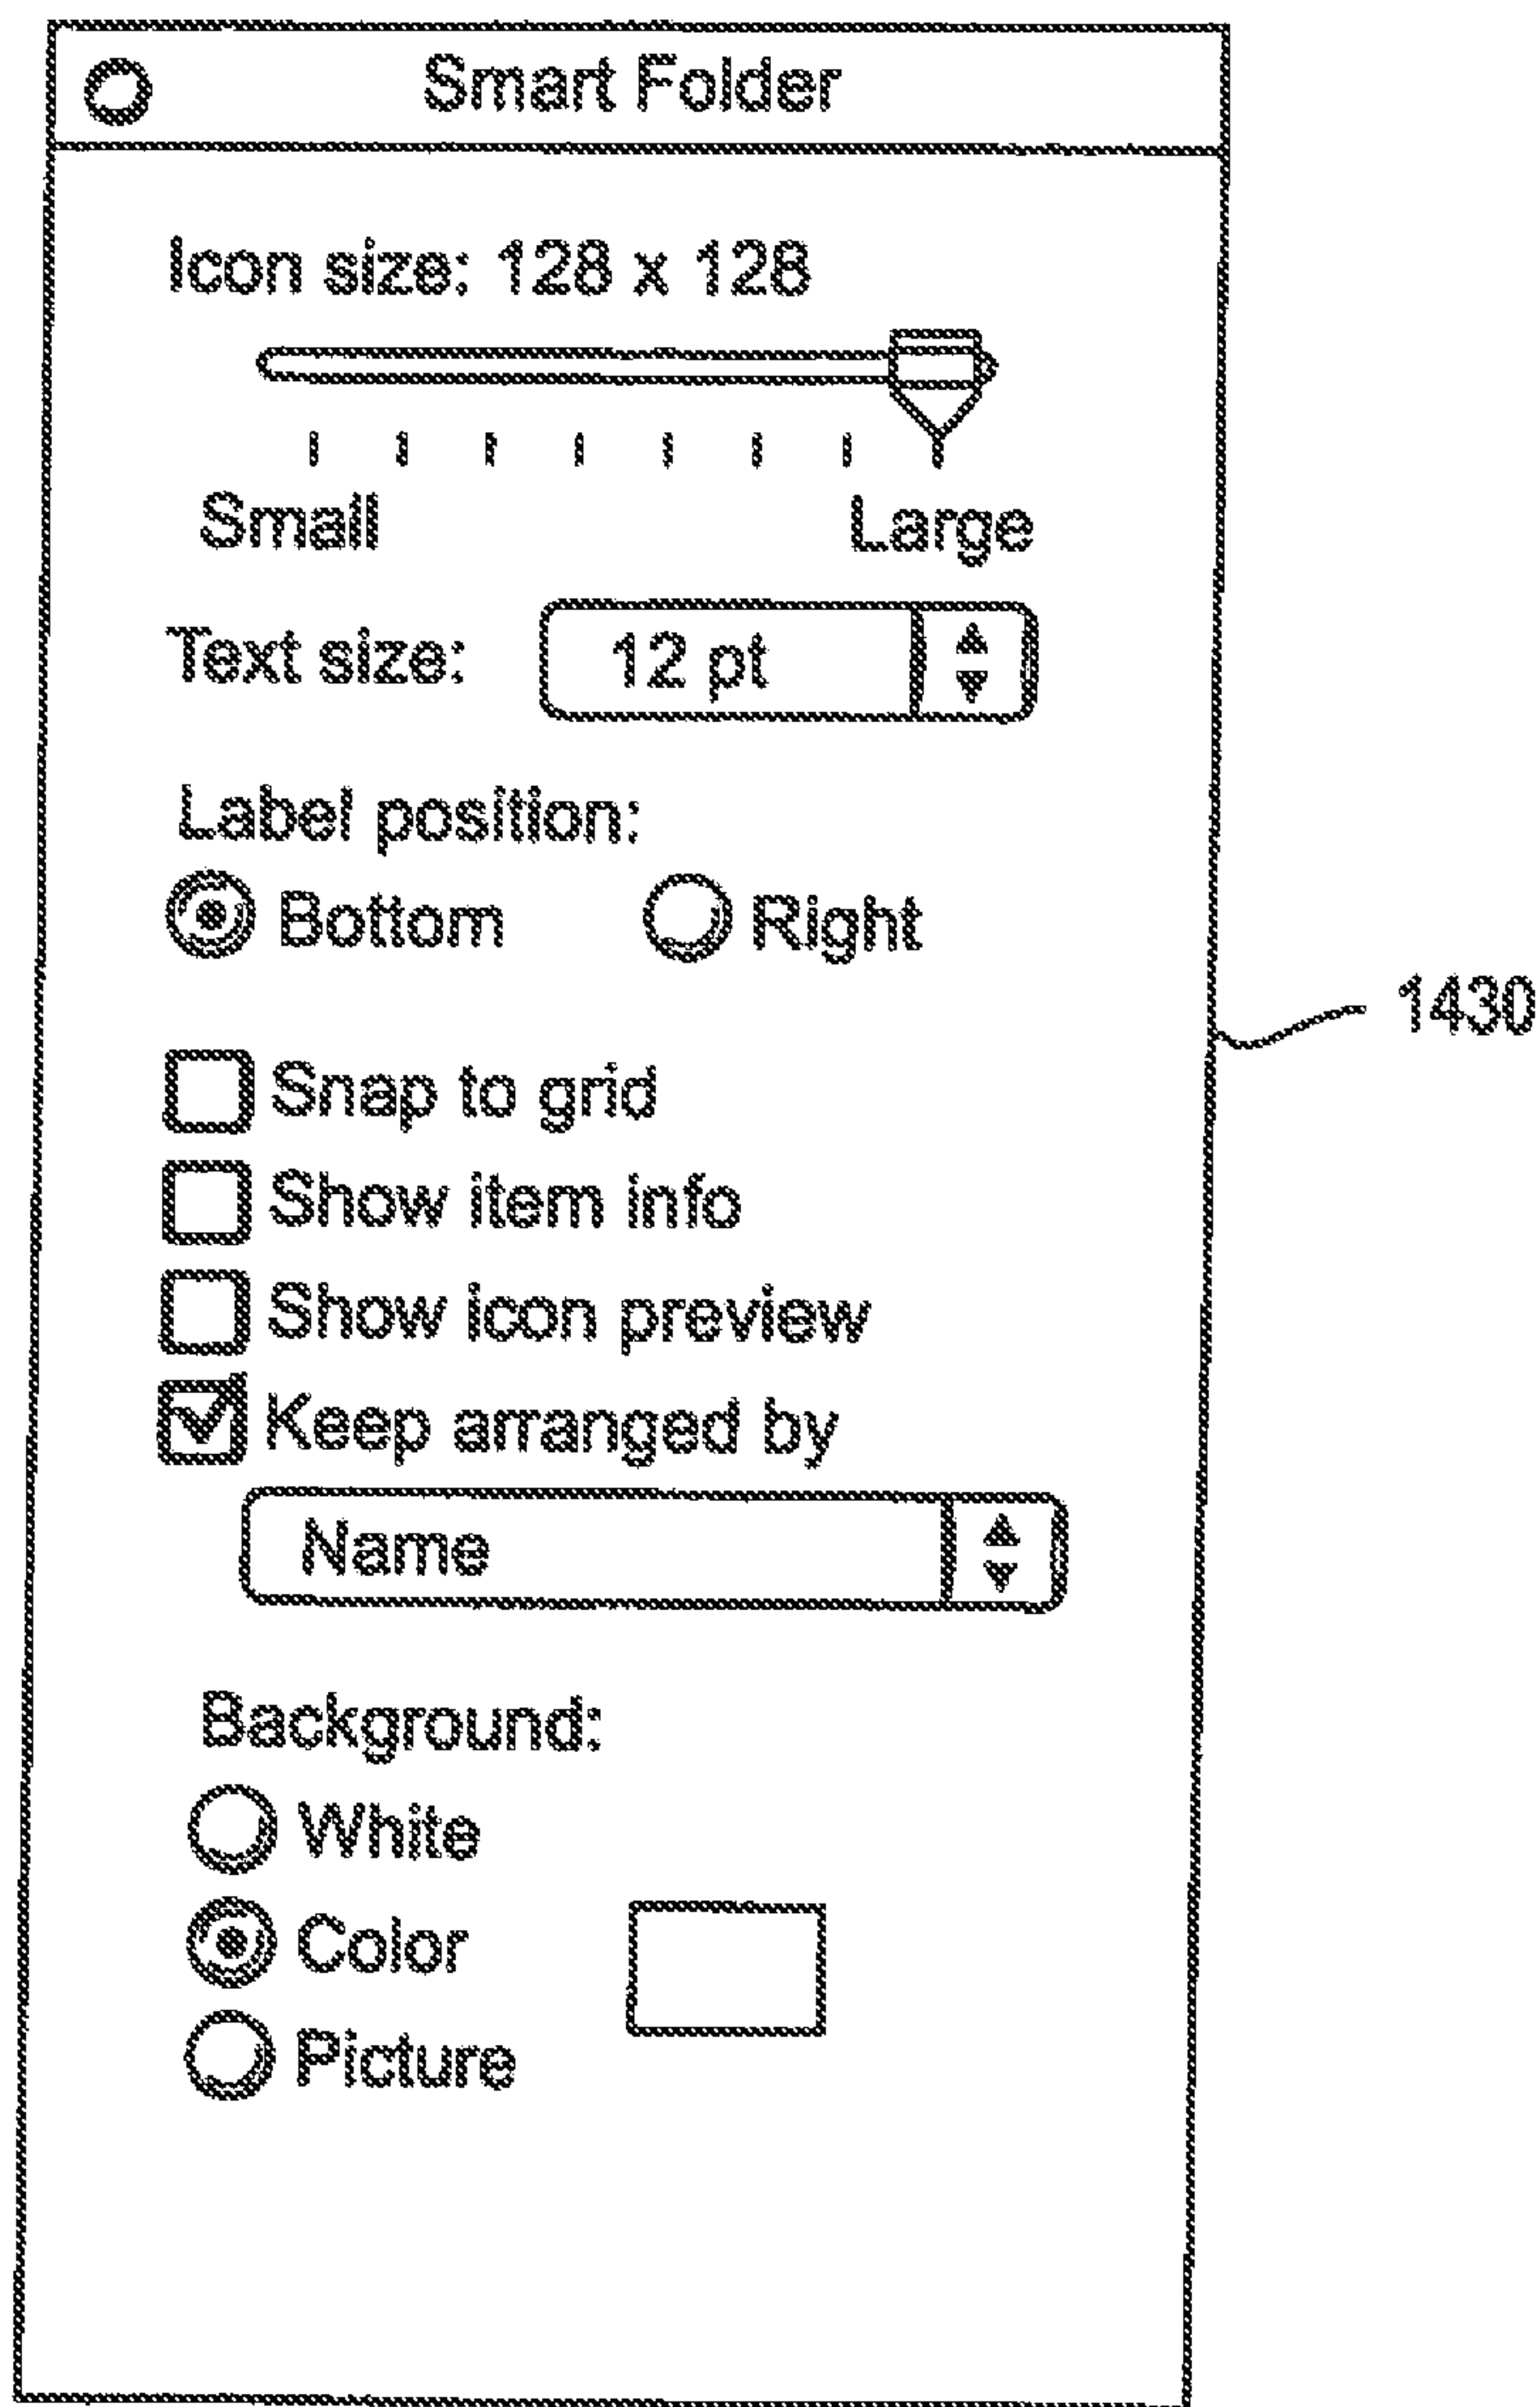 Smart Folder
Icon size: 128 x 128
Small Large
Text size: 12 pt
Label position:
Bottom Right
1430
Snap to grid
Show item info
Show icon preview
Keep arranged by
Name
Background:
White
Color
Picture